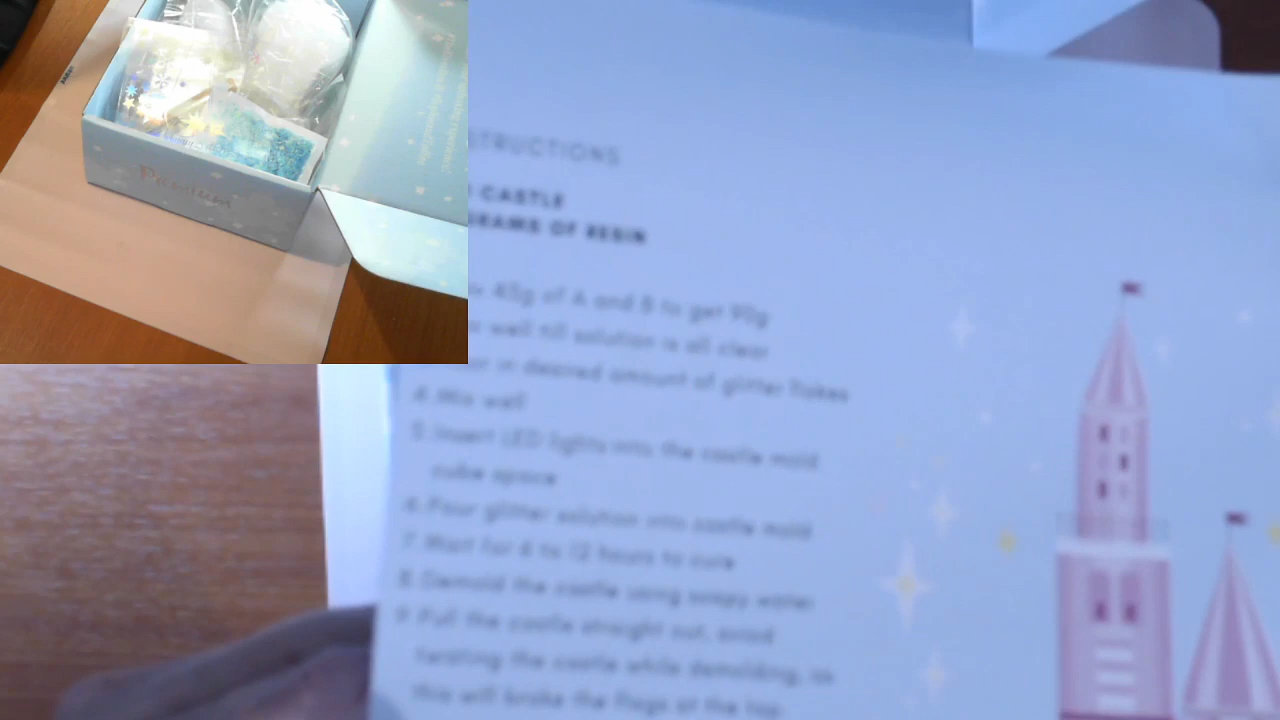 Premium
STRUCTIONS
CASTLE
GRAMS OF RESIN
45g of A and B to get 90g
well till solution is all clear
in desired amount of glitter flakes
4.Mix well
5.Insert LED lights into the castle mold
cube space
6.Pour glitter solution into castle mold
7.Wait for 6 to 12 hours to cure
8.Demold the castle using soapy water
9.Pull the castle straight out, avoid
twisting the castle while demolding, as
this will broke the flags at the top.